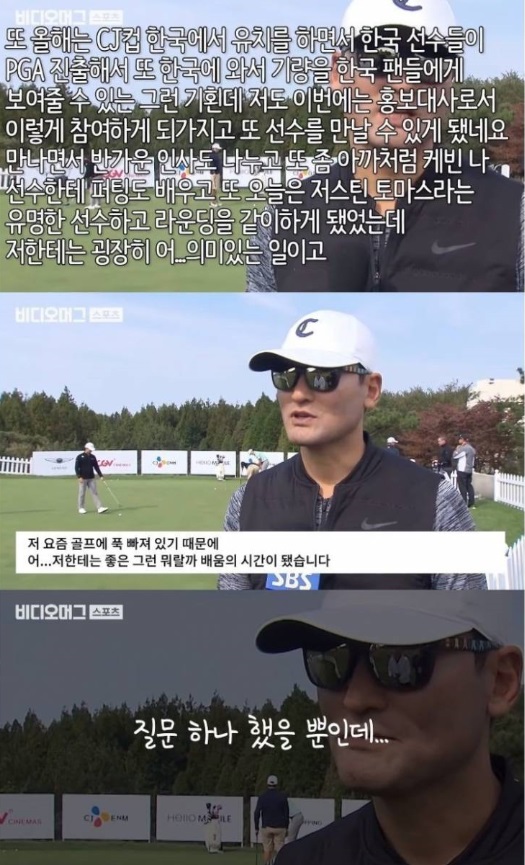 비디오머그 스포츠
또 올해는 CJ컵 한국에서 유치를 하면서 한국 선수들이
PGA 진출해서 또 한국에 와서 기량을 한국 팬들에게
보여줄 수 있는 그런 기횐데 저도 이번에는 홍보대사로서
이렇게 참여하게 되가지고 또 선수를 만날 수 있게 됐네요
만나면서 반가운 인사도 나누고 또 좀 아까처럼 케빈 나
선수한테 퍼팅도 배우고 또 오늘은 저스틴 토마스라는
유명한 선수하고 라운딩을 같이하게 됐었는데
저한테는 굉장히 어...의미있는 일이고
비디오머그 스포츠
C
CGV CINEMAS CJ ENM HERO MARBLE
저 요즘 골프에 푹 빠져 있기 때문에
어...저한테는 좋은 그런 뭐랄까 배움의 시간이 됐습니다
SBS
비디오머그 스포츠
질문 하나 했을 뿐인데...
CINEMAS CJ ENM HERO